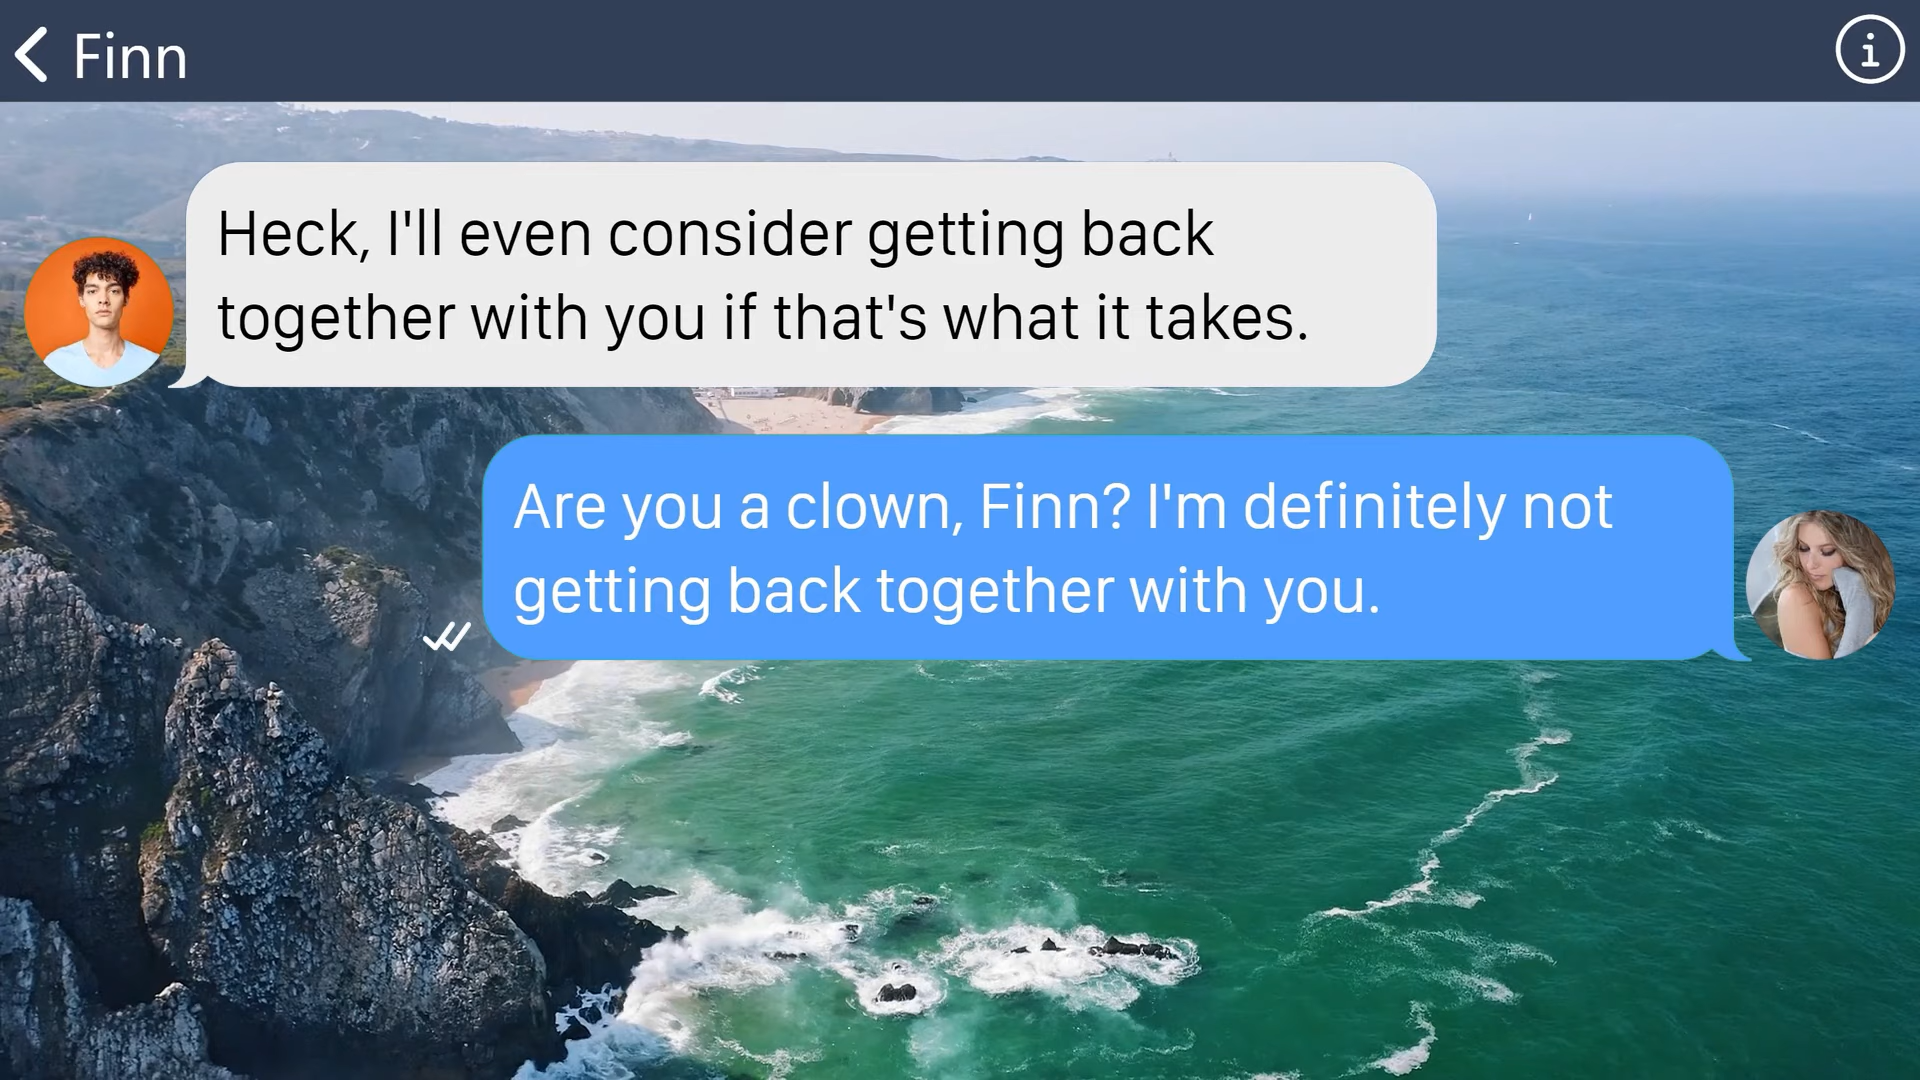 Finn
Heck, I'll even consider getting back
together with you if that's what it takes.
Are you a clown, Finn? I'm definitely not
getting back together with you.